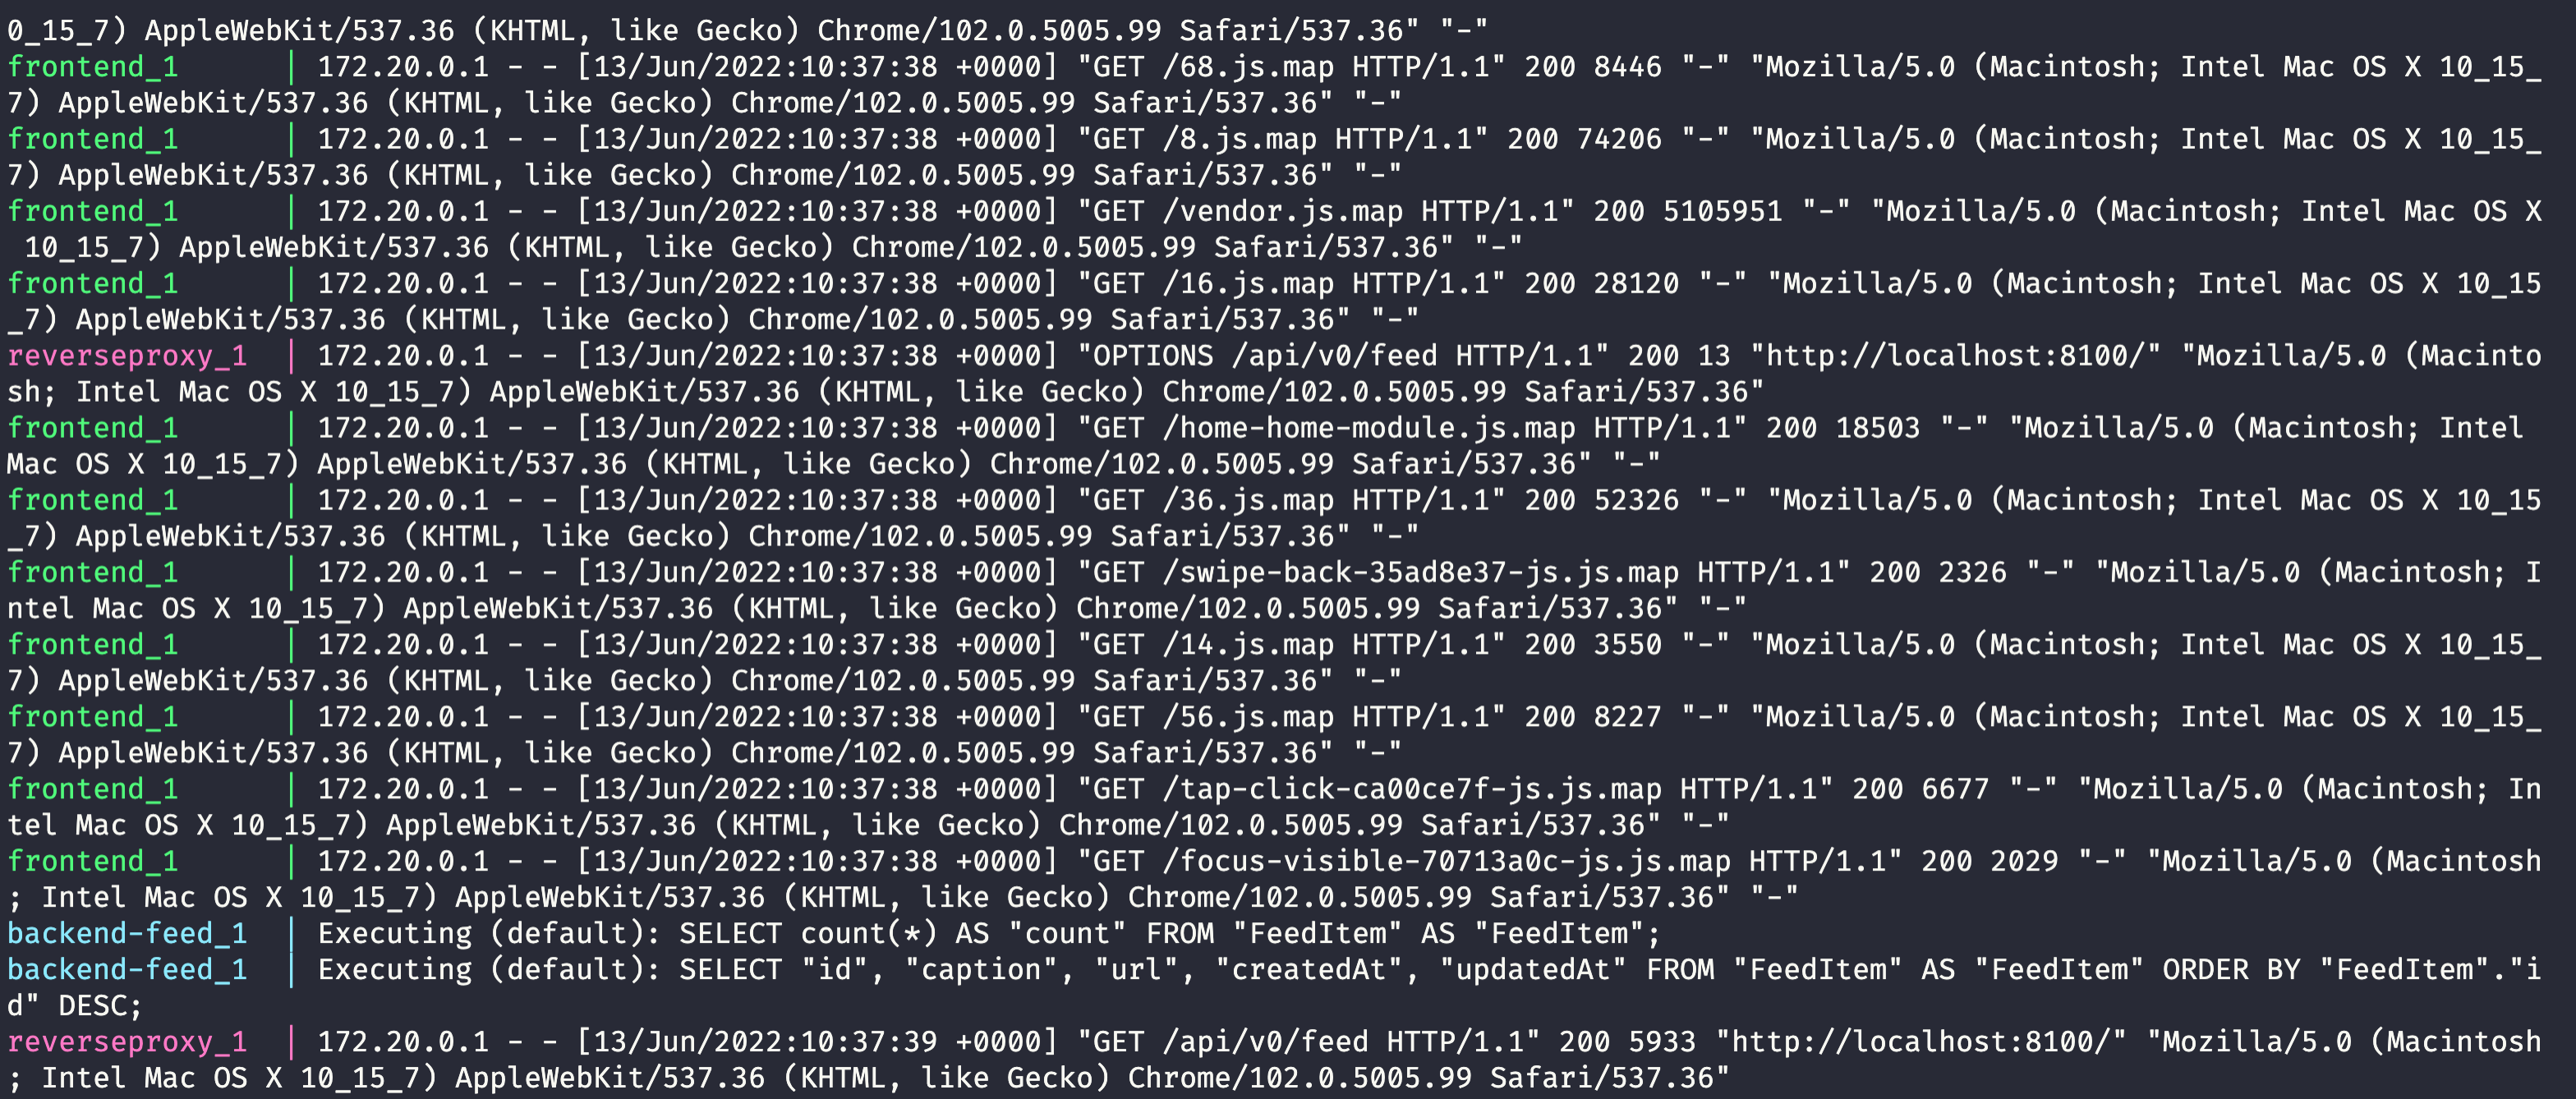 0_15_7) AppleWebKit/537.36 (KHTML, like Gecko) Chrome/102.0.5005.99 Safari/537.36" "-"
frontend_1      | 172.20.0.1 - - [13/Jun/2022:10:37:38 +0000] "GET /68.js.map HTTP/1.1" 200 8446 "-" "Mozilla/5.0 (Macintosh; Intel Mac OS X 10_15_
7) AppleWebKit/537.36 (KHTML, like Gecko) Chrome/102.0.5005.99 Safari/537.36" "-"
frontend_1      | 172.20.0.1 - - [13/Jun/2022:10:37:38 +0000] "GET /8.js.map HTTP/1.1" 200 74206 "-" "Mozilla/5.0 (Macintosh; Intel Mac OS X 10_15_
7) AppleWebKit/537.36 (KHTML, like Gecko) Chrome/102.0.5005.99 Safari/537.36" "-"
frontend_1      | 172.20.0.1 - - [13/Jun/2022:10:37:38 +0000] "GET /vendor.js.map HTTP/1.1" 200 5105951 "-" "Mozilla/5.0 (Macintosh; Intel Mac OS X
 10_15_7) AppleWebKit/537.36 (KHTML, like Gecko) Chrome/102.0.5005.99 Safari/537.36" "-"
frontend_1      | 172.20.0.1 - - [13/Jun/2022:10:37:38 +0000] "GET /16.js.map HTTP/1.1" 200 28120 "-" "Mozilla/5.0 (Macintosh; Intel Mac OS X 10_15
_7) AppleWebKit/537.36 (KHTML, like Gecko) Chrome/102.0.5005.99 Safari/537.36" "-"
reverseproxy_1  | 172.20.0.1 - - [13/Jun/2022:10:37:38 +0000] "OPTIONS /api/v0/feed HTTP/1.1" 200 13 "http://localhost:8100/" "Mozilla/5.0 (Macinto
sh; Intel Mac OS X 10_15_7) AppleWebKit/537.36 (KHTML, like Gecko) Chrome/102.0.5005.99 Safari/537.36"
frontend_1      | 172.20.0.1 - - [13/Jun/2022:10:37:38 +0000] "GET /home-home-module.js.map HTTP/1.1" 200 18503 "-" "Mozilla/5.0 (Macintosh; Intel
Mac OS X 10_15_7) AppleWebKit/537.36 (KHTML, like Gecko) Chrome/102.0.5005.99 Safari/537.36" "-"
frontend_1      | 172.20.0.1 - - [13/Jun/2022:10:37:38 +0000] "GET /36.js.map HTTP/1.1" 200 52326 "-" "Mozilla/5.0 (Macintosh; Intel Mac OS X 10_15
_7) AppleWebKit/537.36 (KHTML, like Gecko) Chrome/102.0.5005.99 Safari/537.36" "-"
frontend_1      | 172.20.0.1 - - [13/Jun/2022:10:37:38 +0000] "GET /swipe-back-35ad8e37-js.js.map HTTP/1.1" 200 2326 "-" "Mozilla/5.0 (Macintosh; I
ntel Mac OS X 10_15_7) AppleWebKit/537.36 (KHTML, like Gecko) Chrome/102.0.5005.99 Safari/537.36" "-"
frontend_1      | 172.20.0.1 - - [13/Jun/2022:10:37:38 +0000] "GET /14.js.map HTTP/1.1" 200 3550 "-" "Mozilla/5.0 (Macintosh; Intel Mac OS X 10_15_
7) AppleWebKit/537.36 (KHTML, like Gecko) Chrome/102.0.5005.99 Safari/537.36" "-"
frontend_1      | 172.20.0.1 - - [13/Jun/2022:10:37:38 +0000] "GET /56.js.map HTTP/1.1" 200 8227 "-" "Mozilla/5.0 (Macintosh; Intel Mac OS X 10_15_
7) AppleWebKit/537.36 (KHTML, like Gecko) Chrome/102.0.5005.99 Safari/537.36" "-"
frontend_1      | 172.20.0.1 - - [13/Jun/2022:10:37:38 +0000] "GET /tap-click-ca00ce7f-js.js.map HTTP/1.1" 200 6677 "-" "Mozilla/5.0 (Macintosh; In
tel Mac OS X 10_15_7) AppleWebKit/537.36 (KHTML, like Gecko) Chrome/102.0.5005.99 Safari/537.36" "-"
frontend_1      | 172.20.0.1 - - [13/Jun/2022:10:37:38 +0000] "GET /focus-visible-70713a0c-js.js.map HTTP/1.1" 200 2029 "-" "Mozilla/5.0 (Macintosh
; Intel Mac OS X 10_15_7) AppleWebKit/537.36 (KHTML, like Gecko) Chrome/102.0.5005.99 Safari/537.36" "-"
backend-feed_1  | Executing (default): SELECT count(*) AS "count" FROM "FeedItem" AS "FeedItem";
backend-feed_1  | Executing (default): SELECT "id", "caption", "url", "createdAt", "updatedAt" FROM "FeedItem" AS "FeedItem" ORDER BY "FeedItem"."i
d" DESC;
reverseproxy_1  | 172.20.0.1 - - [13/Jun/2022:10:37:39 +0000] "GET /api/v0/feed HTTP/1.1" 200 5933 "http://localhost:8100/" "Mozilla/5.0 (Macintosh
; Intel Mac OS X 10_15_7) AppleWebKit/537.36 (KHTML, like Gecko) Chrome/102.0.5005.99 Safari/537.36"